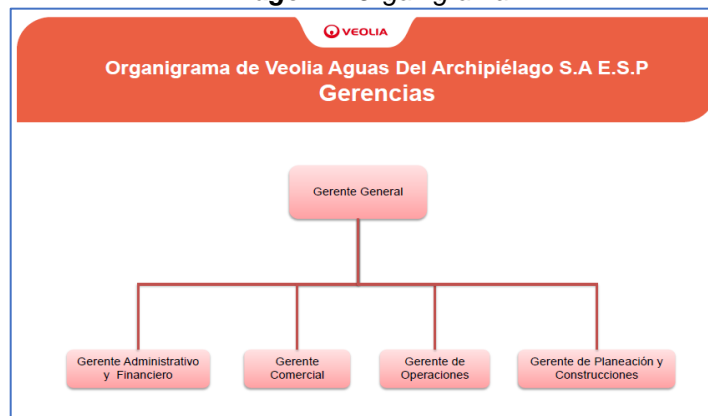 VEOLIA
Organigrama de Veolia Aguas Del Archipiélago S.A E.S.P
Gerencias
Gerente General
Gerente Administrativo
y Financiero
Gerente
Comercial
Gerente de
Operaciones
Gerente de Planeación y
Construcciones